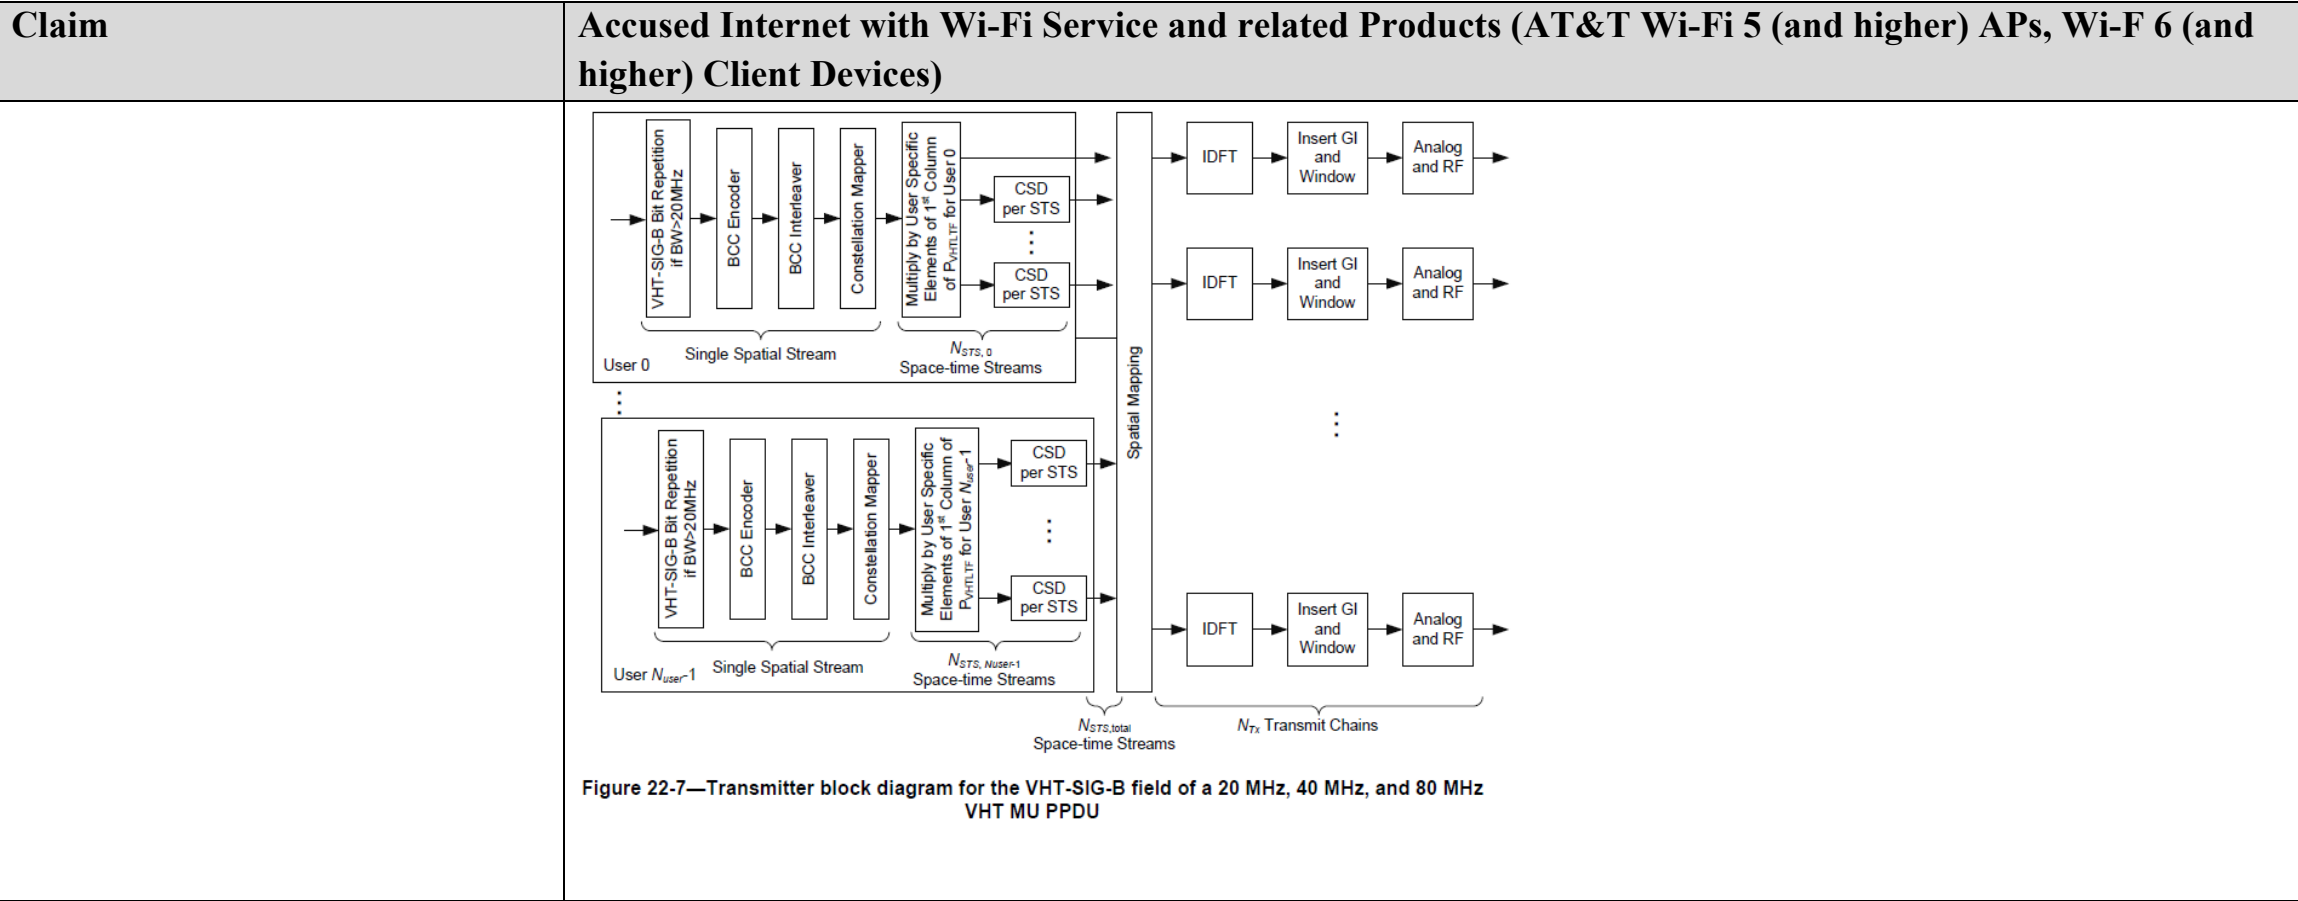 Claim
Accused Internet with Wi-Fi Service and related Products (AT&T Wi-Fi 5 (and higher) APs, Wi-F 6 (and
higher) Client Devices)
VHT-SIG-B Bit Repetition
if BW>20MHz
BCC Encoder
BCC Interleaver
Constellation Mapper
Multiply by User Specific
Elements of 1st Column
of PVHTLTF for User 0
CSD
per STS
⋮
CSD
per STS
Single Spatial Stream
NSTS, 0
Space-time Streams
User 0
⋮
VHT-SIG-B Bit Repetition
if BW>20MHz
BCC Encoder
BCC Interleaver
Constellation Mapper
Multiply by User Specific
Elements of 1st Column of
PVHTLTF for User Nuser-1
CSD
per STS
⋮
CSD
per STS
Single Spatial Stream
NSTS, Nuser-1
Space-time Streams
User Nuser-1
NSTS,total
Space-time Streams
Spatial Mapping
IDFT
Insert GI
and
Window
Analog
and RF
IDFT
Insert GI
and
Window
Analog
and RF
⋮
IDFT
Insert GI
and
Window
Analog
and RF
NTx Transmit Chains
Figure 22-7—Transmitter block diagram for the VHT-SIG-B field of a 20 MHz, 40 MHz, and 80 MHz
VHT MU PPDU